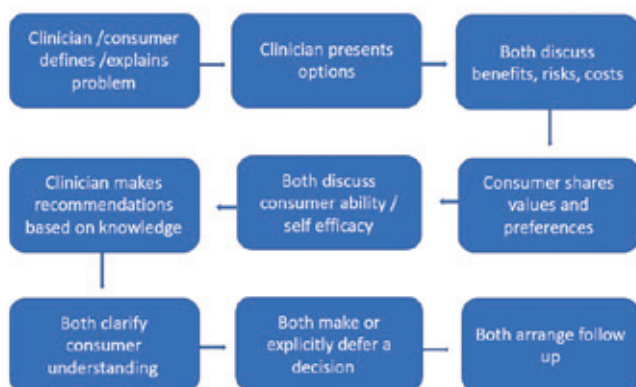 Clinician /consumer
defines /explains
problem
Clinician presents
options
Both discuss
benefits, risks, costs
Consumer shares
values and
preferences
Both discuss
consumer ability /
self efficacy
Clinician makes
recommendations
based on knowledge
Both clarify
consumer
understanding
Both make or
explicitly defer a
decision
Both arrange follow
up